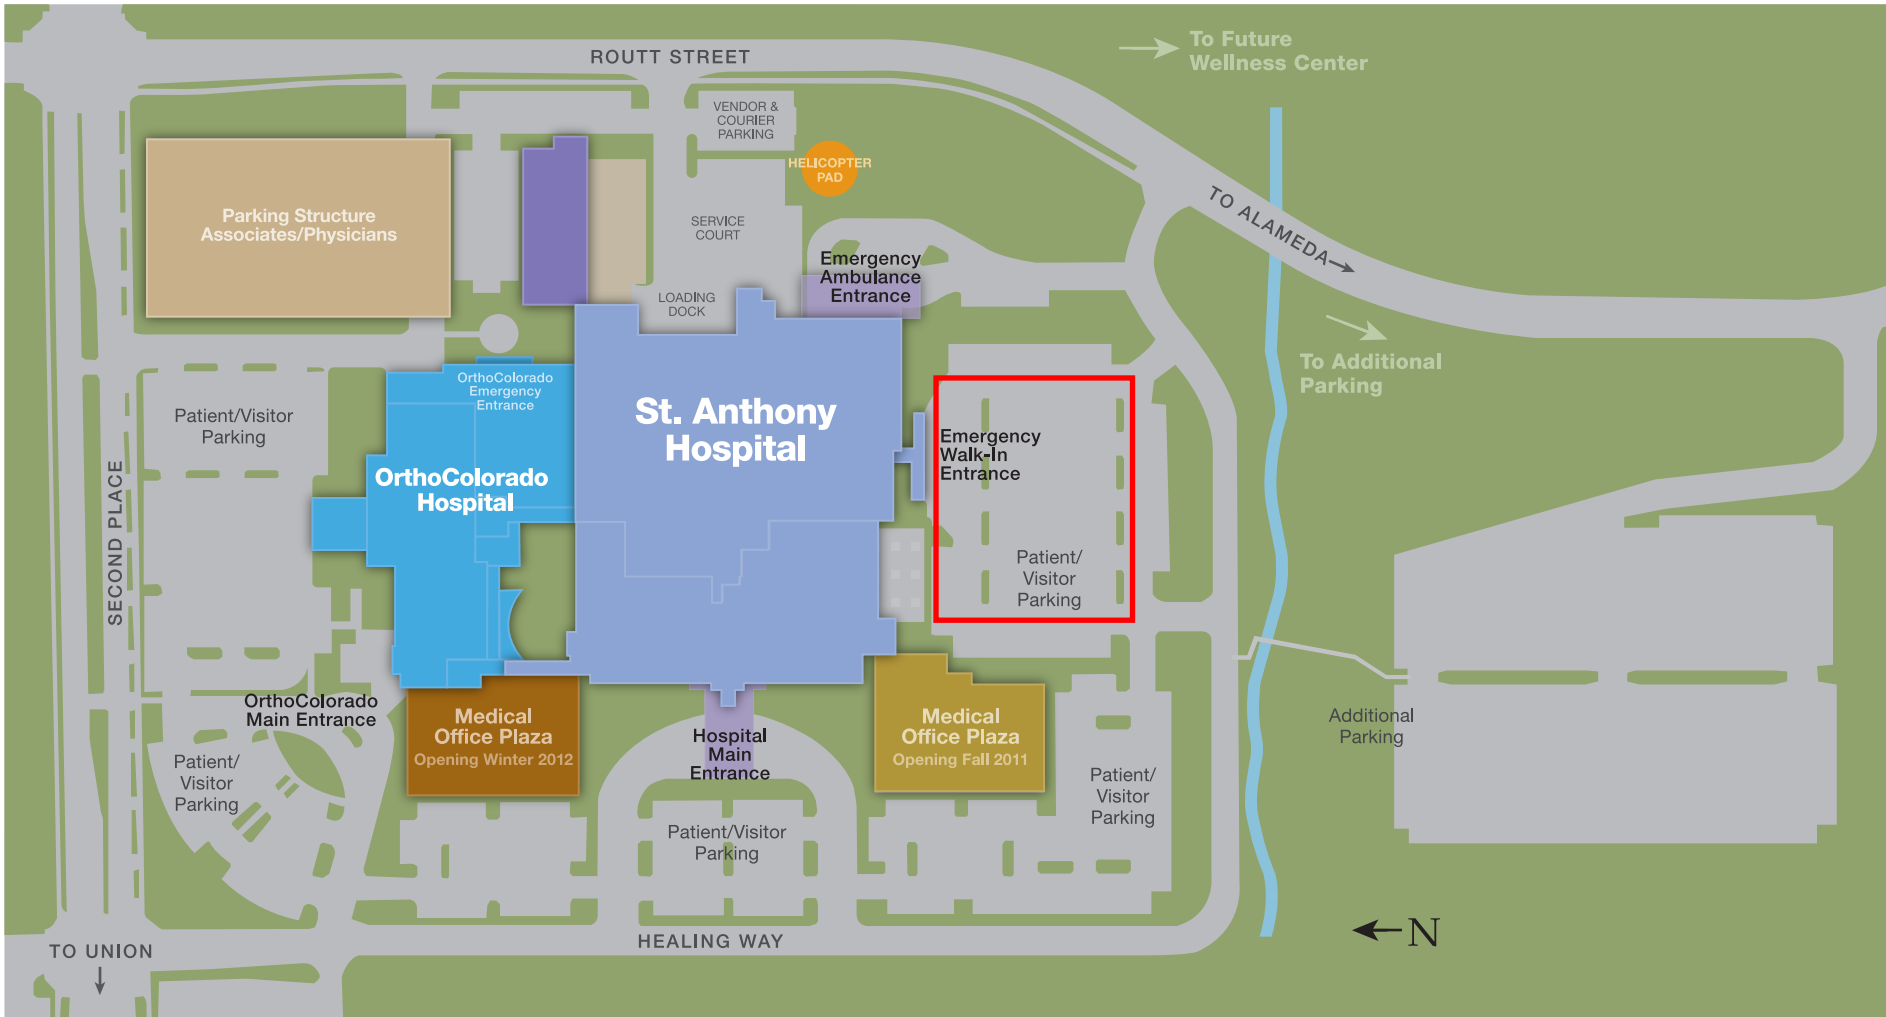 ROUTT STREET
To Future
Wellness Center
VENDOR &
COURIER
PARKING
HELICOPTER
PAD
Parking Structure
Associates/Physicians
SERVICE
COURT
TO ALAMEDA
Emergency
Ambulance
Entrance
LOADING
DOCK
To Additional
Parking
OrthoColorado
Emergency
Entrance
Patient/Visitor
Parking
St. Anthony
Hospital
Emergency
Walk-In
Entrance
OrthoColorado
Hospital
SECOND PLACE
Patient/
Visitor
Parking
OrthoColorado
Main Entrance
Medical
Office Plaza
Opening Winter 2012
Hospital
Main
Entrance
Medical
Office Plaza
Opening Fall 2011
Additional
Parking
Patient/
Visitor
Parking
Patient/
Visitor
Parking
Patient/Visitor
Parking
HEALING WAY
N
TO UNION